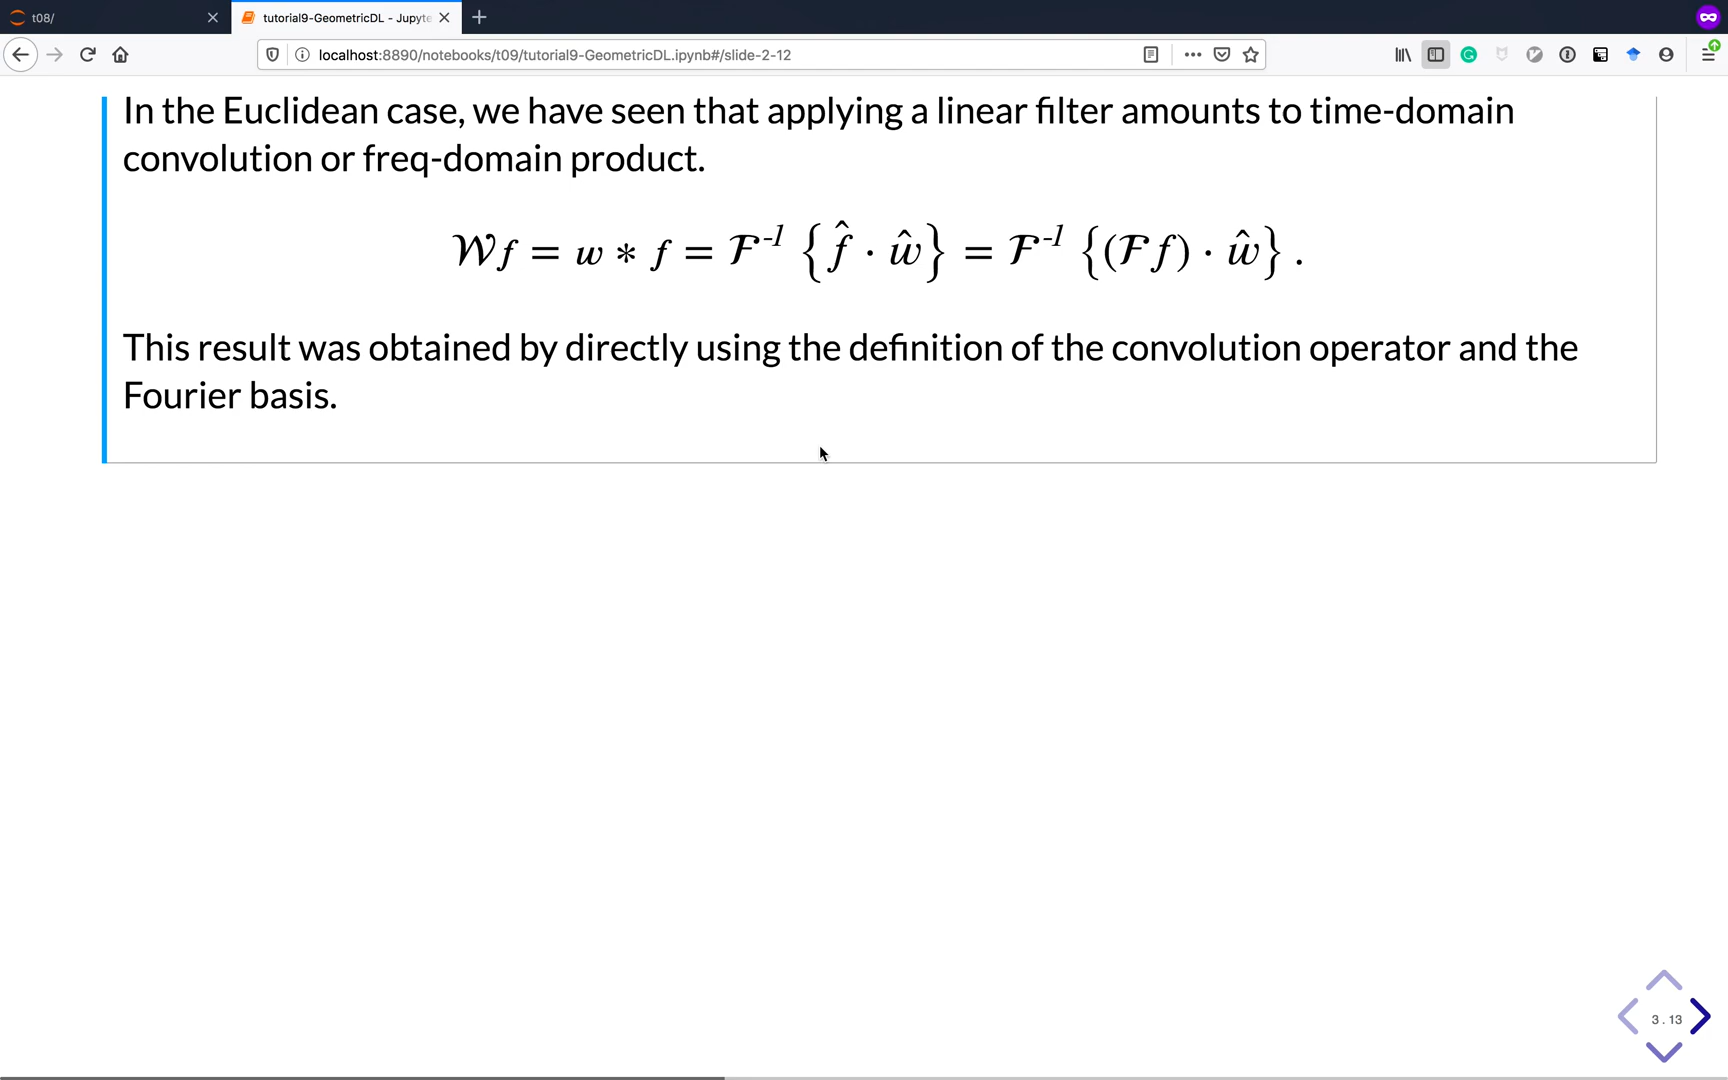 t08/
tutorial9-GeometricDL - Jupyte
localhost:8890/notebooks/t09/tutorial9-GeometricDL.ipynb#/slide-2-12
In the Euclidean case, we have seen that applying a linear filter amounts to time-domain
convolution or freq-domain product.
𝒲f = w ∗ f = ℱ⁻¹ {f̂ · ŵ} = ℱ⁻¹ {(ℱf) · ŵ} .
This result was obtained by directly using the definition of the convolution operator and the
Fourier basis.
3 . 13